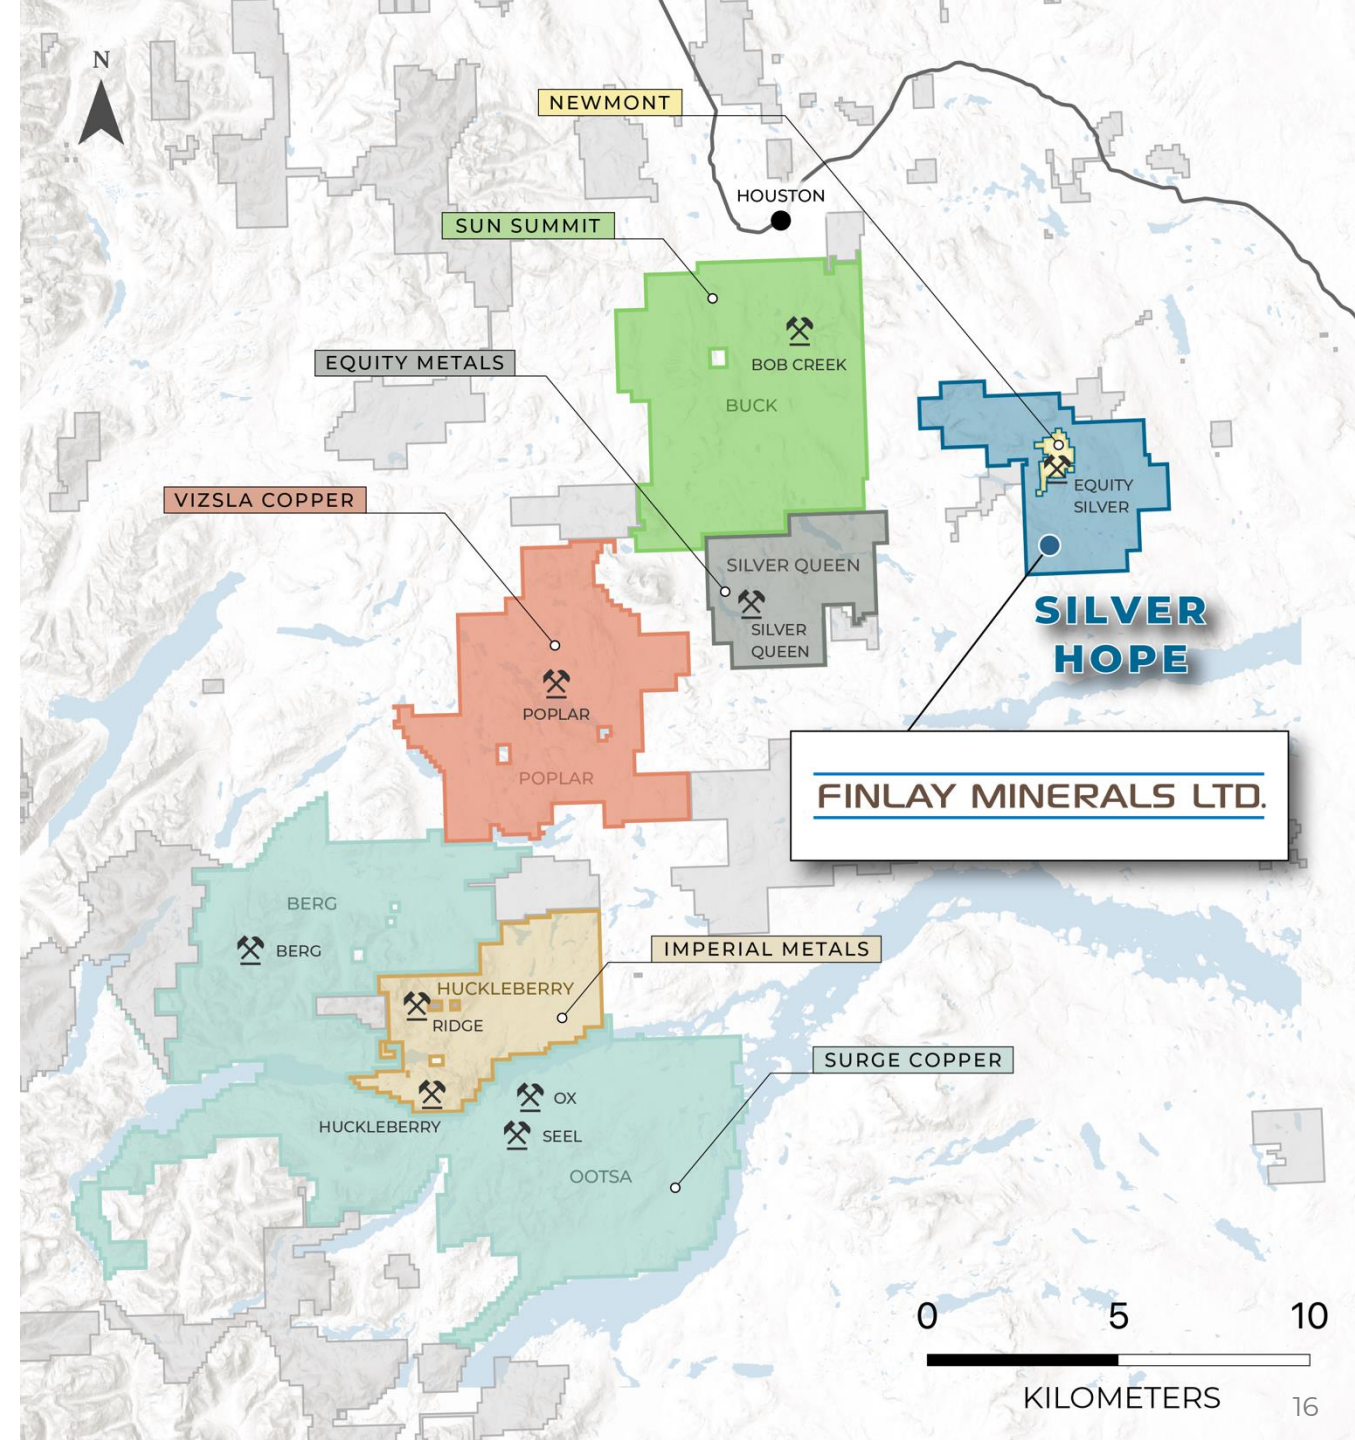 N
NEWMONT
HOUSTON
SUN SUMMIT
BOB CREEK
EQUITY METALS
BUCK
EQUITY
SILVER
VIZSLA COPPER
SILVER QUEEN
SILVER
QUEEN
SILVER
HOPE
POPLAR
POPLAR
FINLAY MINERALS LTD.
BERG
BERG
IMPERIAL METALS
HUCKLEBERRY
RIDGE
SURGE COPPER
OX
HUCKLEBERRY
SEEL
OOTSA
0 5 10
KILOMETERS
16